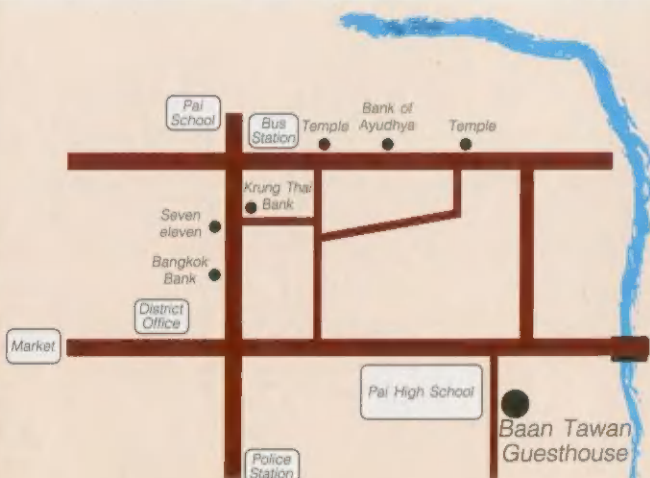 Pai
School
Bus
Station
Temple
Bank of
Ayudhya
Temple
Krung Thai
Bank
Seven
eleven
Bangkok
Bank
District
Office
Market
Pai High School
Baan Tawan
Guesthouse
Police
Station